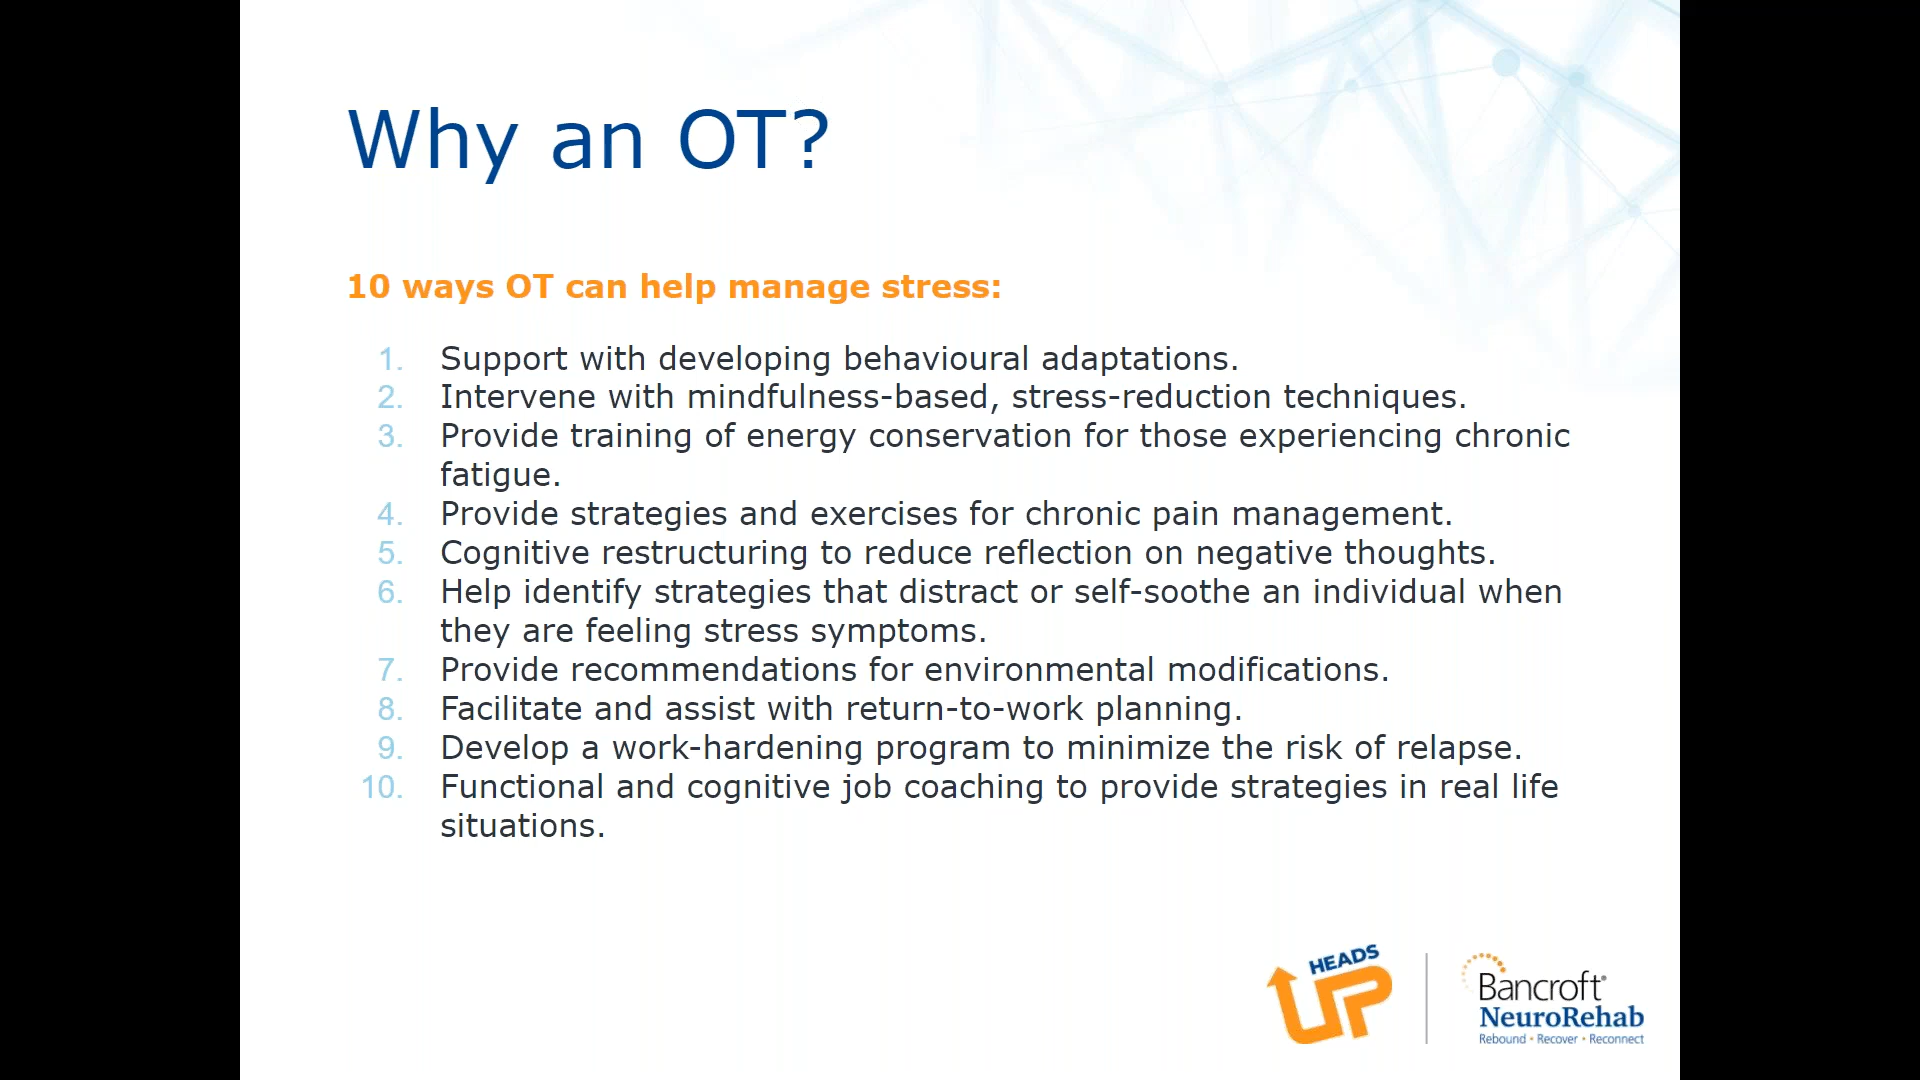 Why an OT?
10 ways OT can help manage stress:
1. Support with developing behavioural adaptations.
2. Intervene with mindfulness-based, stress-reduction techniques.
3. Provide training of energy conservation for those experiencing chronic
fatigue.
4. Provide strategies and exercises for chronic pain management.
5. Cognitive restructuring to reduce reflection on negative thoughts.
6. Help identify strategies that distract or self-soothe an individual when
they are feeling stress symptoms.
7. Provide recommendations for environmental modifications.
8. Facilitate and assist with return-to-work planning.
9. Develop a work-hardening program to minimize the risk of relapse.
10. Functional and cognitive job coaching to provide strategies in real life
situations.
HEADS
UP
Bancroft®
NeuroRehab
Rebound • Recover • Reconnect